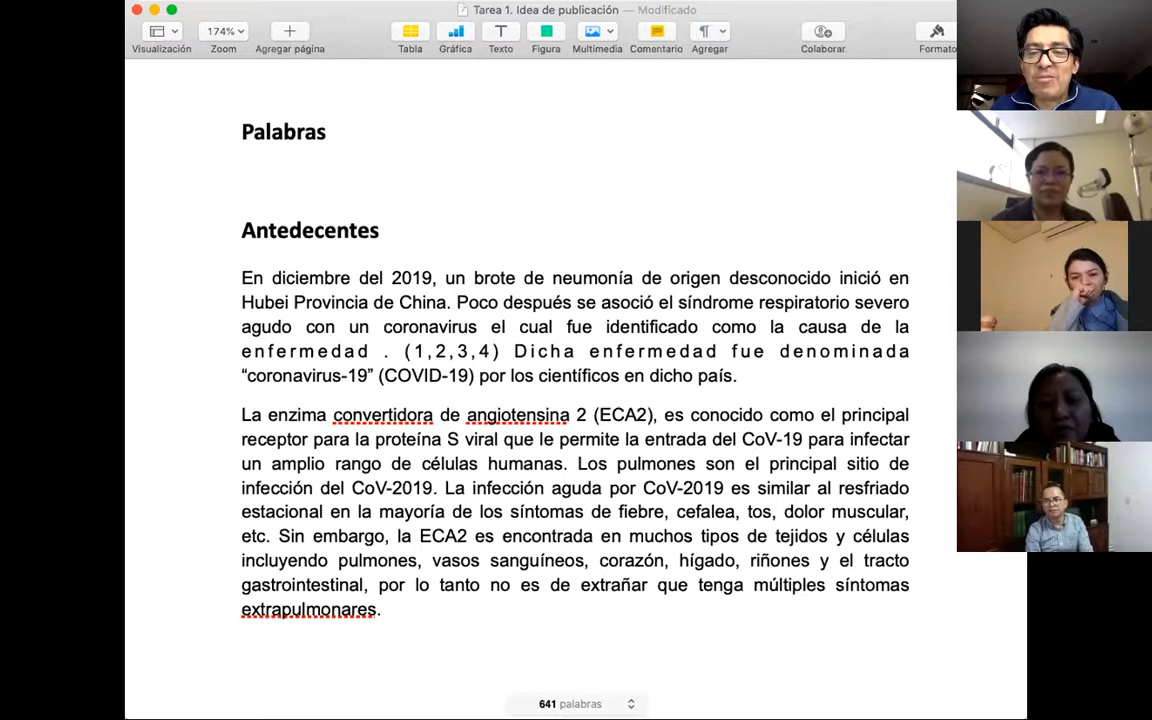 Tarea 1. Idea de publicación — Modificado
174%
Visualización Zoom Agregar página Tabla Gráfica Texto Figura Multimedia Comentario Agregar Colaborar Formato
Palabras
Antedecentes
En diciembre del 2019, un brote de neumonía de origen desconocido inició en
Hubei Provincia de China. Poco después se asoció el síndrome respiratorio severo
agudo con un coronavirus el cual fue identificado como la causa de la
enfermedad . (1,2,3,4) Dicha enfermedad fue denominada
“coronavirus-19” (COVID-19) por los científicos en dicho país.
La enzima convertidora de angiotensina 2 (ECA2), es conocido como el principal
receptor para la proteína S viral que le permite la entrada del CoV-19 para infectar
un amplio rango de células humanas. Los pulmones son el principal sitio de
infección del CoV-2019. La infección aguda por CoV-2019 es similar al resfriado
estacional en la mayoría de los síntomas de fiebre, cefalea, tos, dolor muscular,
etc. Sin embargo, la ECA2 es encontrada en muchos tipos de tejidos y células
incluyendo pulmones, vasos sanguíneos, corazón, hígado, riñones y el tracto
gastrointestinal, por lo tanto no es de extrañar que tenga múltiples síntomas
extrapulmonares.
641 palabras